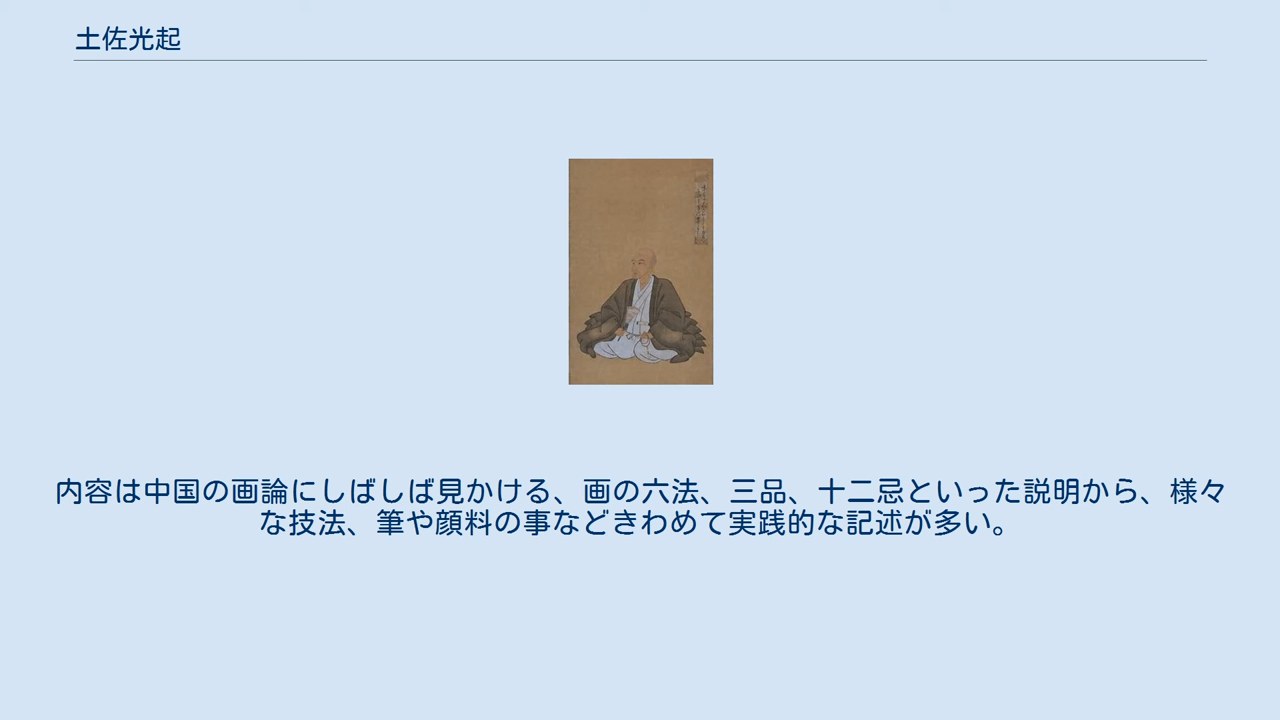 土佐光起
内容は中国の画論にしばしば見かける、画の六法、三品、十二忌といった説明から、様々
な技法、筆や顔料の事などきわめて実践的な記述が多い。